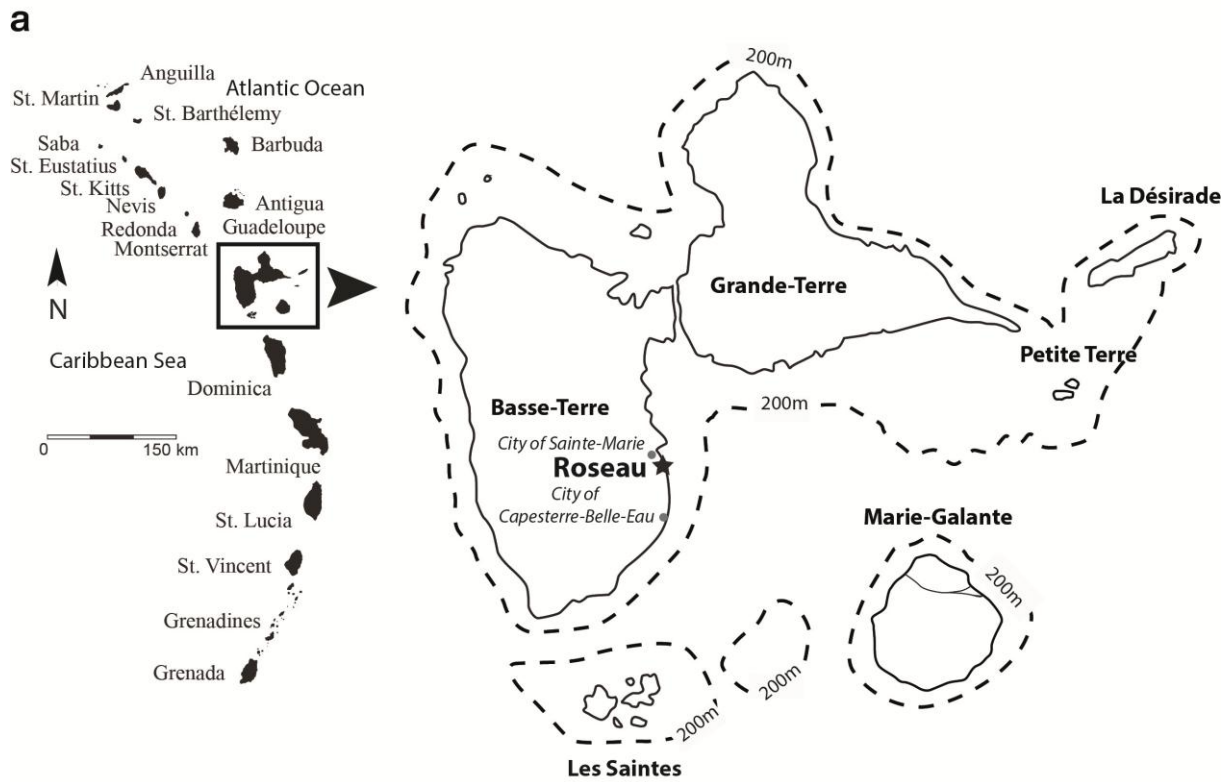 a
Anguilla
Atlantic Ocean
St. Martin
St. Barthélemy
Saba
Barbuda
St. Eustatius
St. Kitts
Nevis
Antigua
Redonda
Guadeloupe
Montserrat
N
Caribbean Sea
Dominica
0
150 km
Martinique
St. Lucia
St. Vincent
Grenadines
Grenada
200m
La Désirade
Grande-Terre
Petite Terre
Basse-Terre
200m
City of Sainte-Marie
Roseau
City of
Capesterre-Belle-Eau
Marie-Galante
200m
200m
200m
Les Saintes